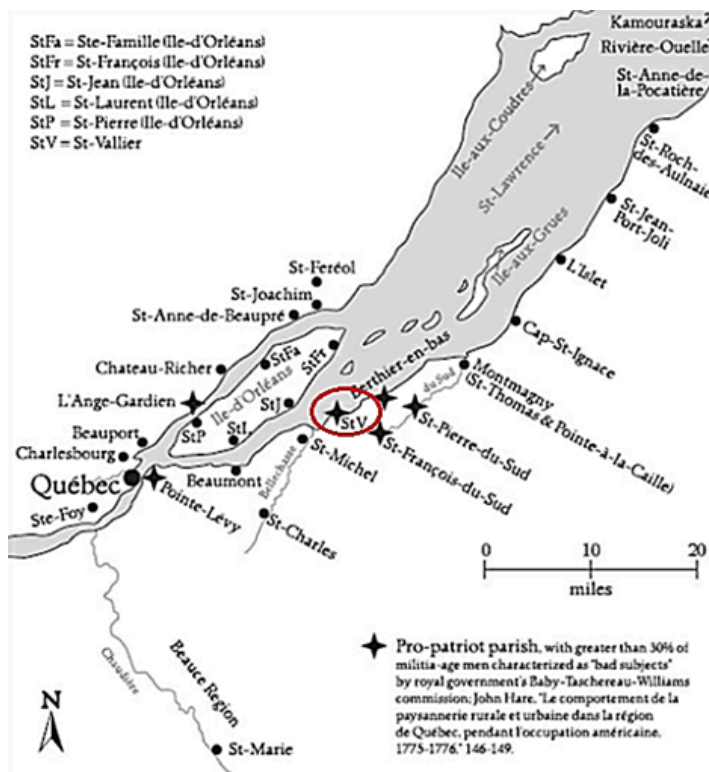 StFa = Ste-Famille (Ile-d'Orléans)
StFr = St-François (Ile-d'Orléans)
StJ = St-Jean (Ile-d'Orléans)
StL = St-Laurent (Ile-d'Orléans)
StP = St-Pierre (Ile-d'Orléans)
StV = St-Vallier
Kamouraska
Rivière-Ouelle
St-Anne-de-
la-Pocatière
Ile-aux-Coudres
St-Lawrence
St-Roch-
des-Aulnaie
St-Jean-
Port-Joli
Ile-aux-Grues
L'Islet
St-Feréol
St-Joachim
St-Anne-de-Beaupré
Cap-St-Ignace
Chateau-Richer
StFa
StFr
Berthier-en-bas
du Sud
Montmagny
(St-Thomas & Pointe-à-la-Caille)
L'Ange-Gardien
Ile-d'Orléans
StJ
StP
StL
StV
St-Pierre-du-Sud
St-François-du-Sud
Beauport
Charlesbourg
Québec
Pointe-Lévy
Beaumont
St-Michel
Bellechasse
Ste-Foy
St-Charles
0 10 20
miles
Chaudière
Beauce Region
St-Marie
N
Pro-patriot parish, with greater than 30% of
militia-age men characterized as "bad subjects"
by royal government's Baby-Taschereau-Williams
commission; John Hare, "Le comportement de la
paysannerie rurale et urbaine dans la région
de Québec, pendant l'occupation américaine,
1775-1776," 146-149.